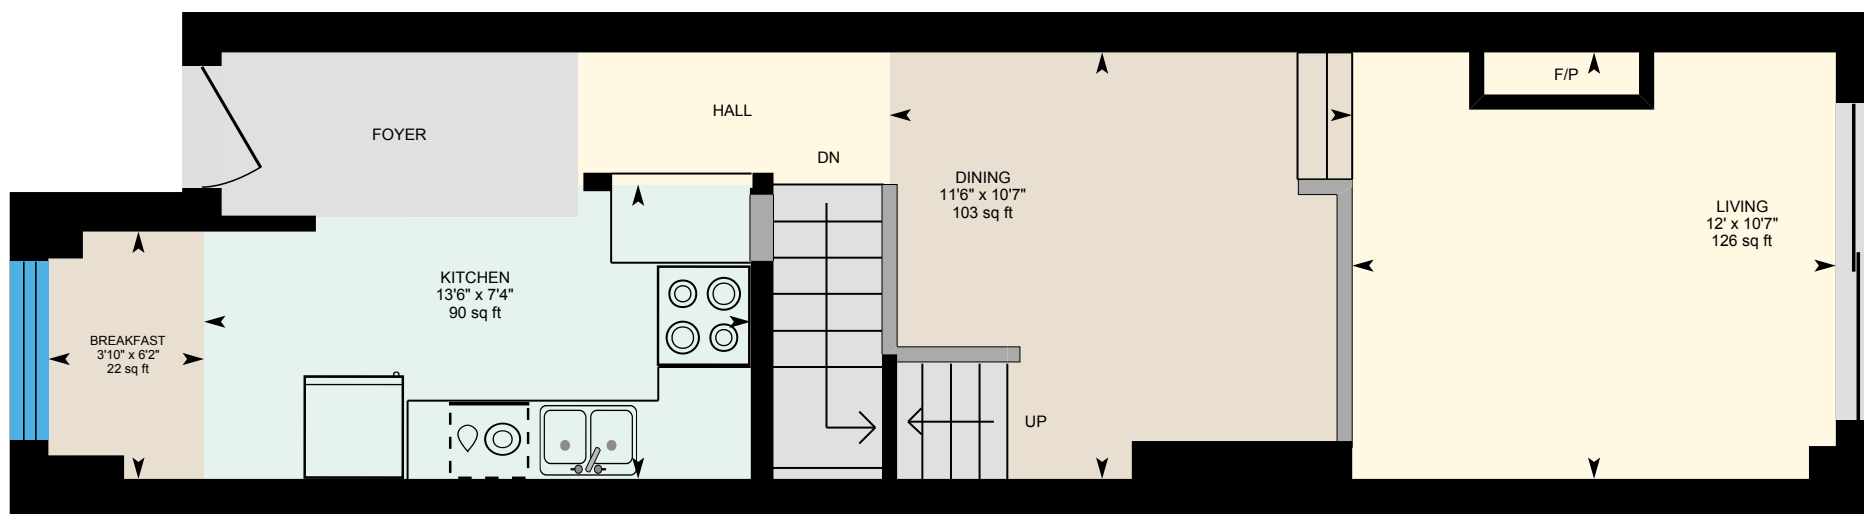 FOYER
HALL
DN
DINING
11'6" x 10'7"
103 sq ft
F/P
LIVING
12' x 10'7"
126 sq ft
KITCHEN
13'6" x 7'4"
90 sq ft
BREAKFAST
3'10" x 6'2"
22 sq ft
UP